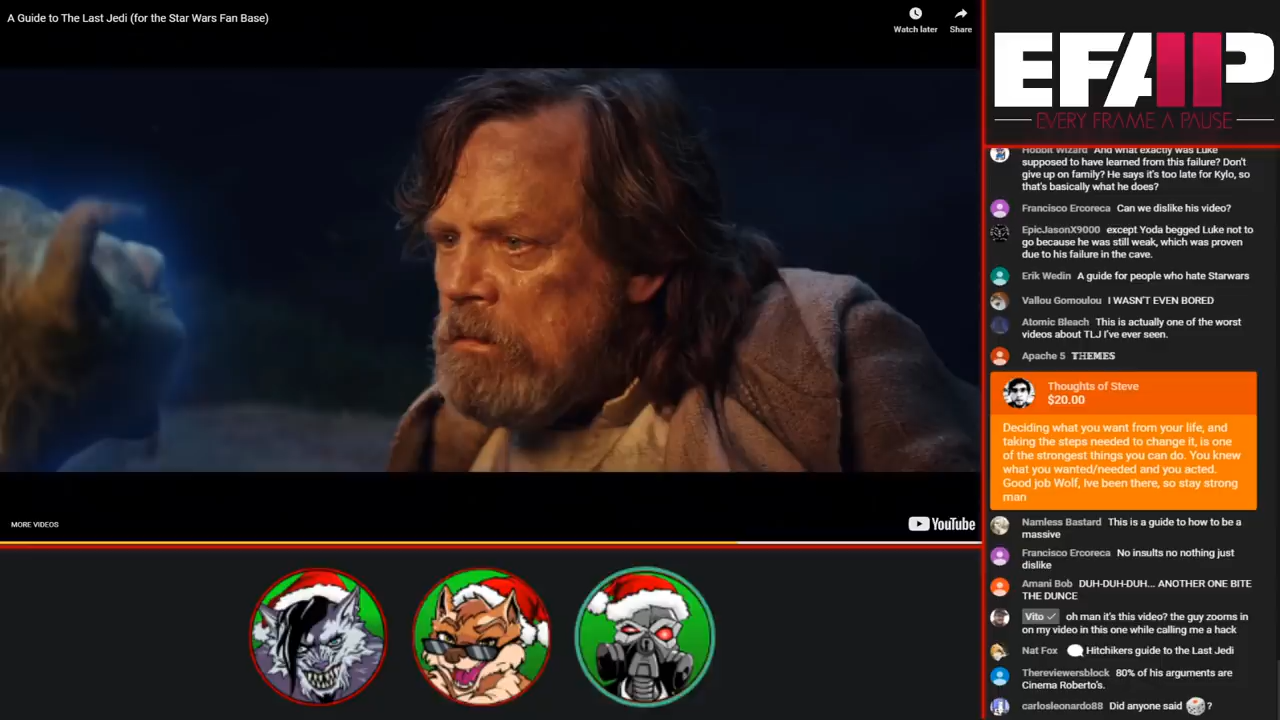 A Guide to The Last Jedi (for the Star Wars Fan Base)
Watch later
Share
MORE VIDEOS
YouTube
EFAP
EVERY FRAME A PAUSE
Hobbit Wizard And what exactly was Luke
supposed to have learned from this failure? Don't
give up on family? He says it's too late for Kylo, so
that's basically what he does?
Francisco Ercoreca Can we dislike his video?
EpicJasonX9000 except Yoda begged Luke not to
go because he was still weak, which was proven
due to his failure in the cave.
Erik Wedin A guide for people who hate Starwars
Vallou Gomoulou I WASN'T EVEN BORED
Atomic Bleach This is actually one of the worst
videos about TLJ I've ever seen.
Apache 5 𝐓𝐇𝐄𝐌𝐄𝐒
Thoughts of Steve
$20.00
Deciding what you want from your life, and
taking the steps needed to change it, is one
of the strongest things you can do. You knew
what you wanted/needed and you acted.
Good job Wolf, Ive been there, so stay strong
man
Namless Bastard This is a guide to how to be a
massive
Francisco Ercoreca No insults no nothing just
dislike
Amani Bob DUH-DUH-DUH... ANOTHER ONE BITE
THE DUNCE
Vito ✓ oh man it's this video? the guy zooms in
on my video in this one while calling me a hack
Nat Fox 🗨 Hitchikers guide to the Last Jedi
Thereviewersblock 80% of his arguments are
Cinema Roberto's.
carlosleonardo88 Did anyone said 🎲?